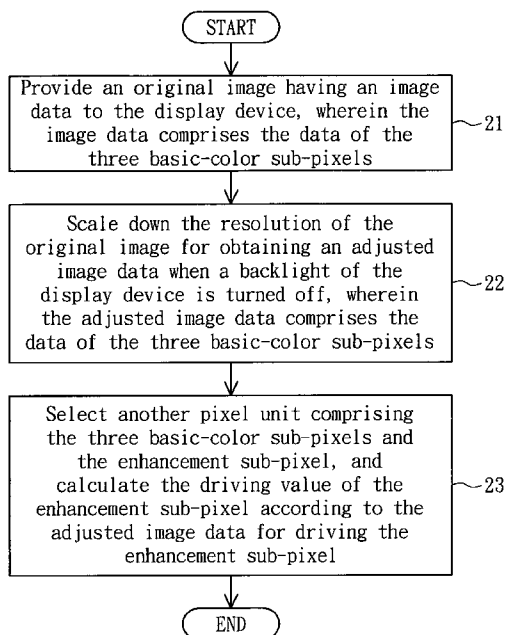 START
Provide an original image having an image
data to the display device, wherein the
image data comprises the data of the
three basic-color sub-pixels
21
Scale down the resolution of the
original image for obtaining an adjusted
image data when a backlight of the
display device is turned off, wherein
the adjusted image data comprises the
data of the three basic-color sub-pixels
22
Select another pixel unit comprising
the three basic-color sub-pixels and
the enhancement sub-pixel, and
calculate the driving value of the
enhancement sub-pixel according to the
adjusted image data for driving the
enhancement sub-pixel
23
END